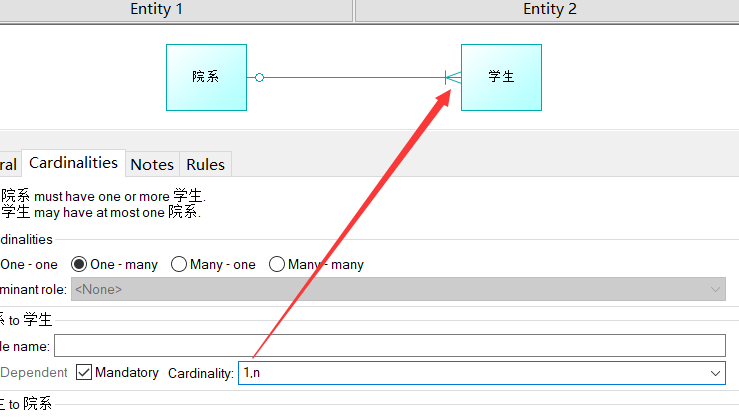 Entity 1
Entity 2
院系
学生
ral Cardinalities Notes Rules
院系 must have one or more 学生.
学生 may have at most one 院系.
dinalities
One - one One - many Many - one Many - many
minant role: <None>
系 to 学生
le name:
Dependent Mandatory Cardinality: 1,n
生 to 院系